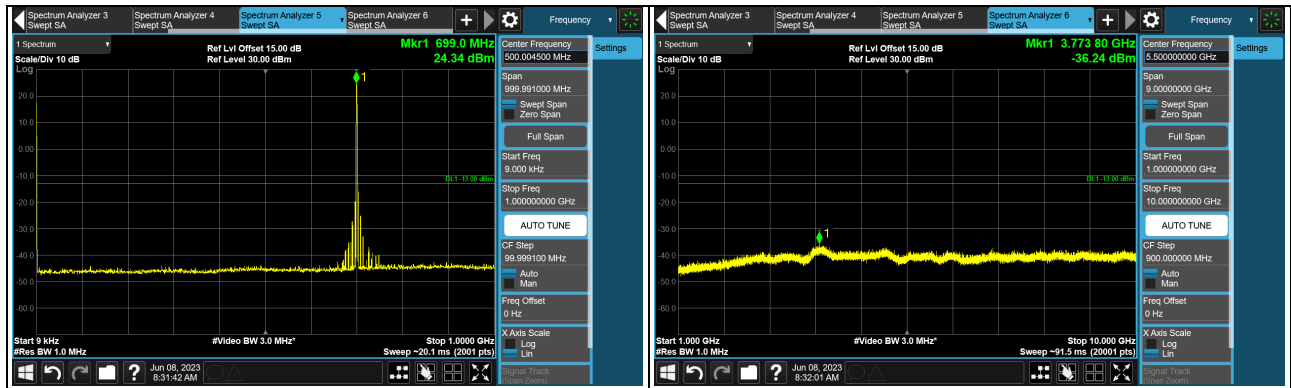 Spectrum Analyzer 3
Swept SA
Spectrum Analyzer 4
Swept SA
Spectrum Analyzer 5
Swept SA
Spectrum Analyzer 6
Swept SA
Frequency
1 Spectrum
Scale/Div 10 dB
Log
Ref Lvl Offset 15.00 dB
Ref Level 30.00 dBm
Mkr1 699.0 MHz
24.34 dBm
1
20.0
10.0
0.00
-10.0
-20.0
-30.0
-40.0
-50.0
-60.0
DL1 -13.00 dBm
Start 9 kHz
#Res BW 1.0 MHz
#Video BW 3.0 MHz*
Stop 1.0000 GHz
Sweep ~20.1 ms (2001 pts)
Center Frequency
500.004500 MHz
Settings
Span
999.991000 MHz
Swept Span
Zero Span
Full Span
Start Freq
9.000 kHz
Stop Freq
1.000000000 GHz
AUTO TUNE
CF Step
99.999100 MHz
Auto
Man
Freq Offset
0 Hz
X Axis Scale
Log
Lin
Signal Track
(Span Zoom)
Jun 08, 2023
8:31:42 AM
Spectrum Analyzer 3
Swept SA
Spectrum Analyzer 4
Swept SA
Spectrum Analyzer 5
Swept SA
Spectrum Analyzer 6
Swept SA
Frequency
1 Spectrum
Scale/Div 10 dB
Log
Ref Lvl Offset 15.00 dB
Ref Level 30.00 dBm
Mkr1 3.773 80 GHz
-36.24 dBm
1
20.0
10.0
0.00
-10.0
-20.0
-30.0
-40.0
-50.0
-60.0
DL1 -13.00 dBm
Start 1.000 GHz
#Res BW 1.0 MHz
#Video BW 3.0 MHz*
Stop 10.000 GHz
Sweep ~91.5 ms (20001 pts)
Center Frequency
5.500000000 GHz
Settings
Span
9.00000000 GHz
Swept Span
Zero Span
Full Span
Start Freq
1.000000000 GHz
Stop Freq
10.000000000 GHz
AUTO TUNE
CF Step
900.000000 MHz
Auto
Man
Freq Offset
0 Hz
X Axis Scale
Log
Lin
Signal Track
(Span Zoom)
Jun 08, 2023
8:32:01 AM